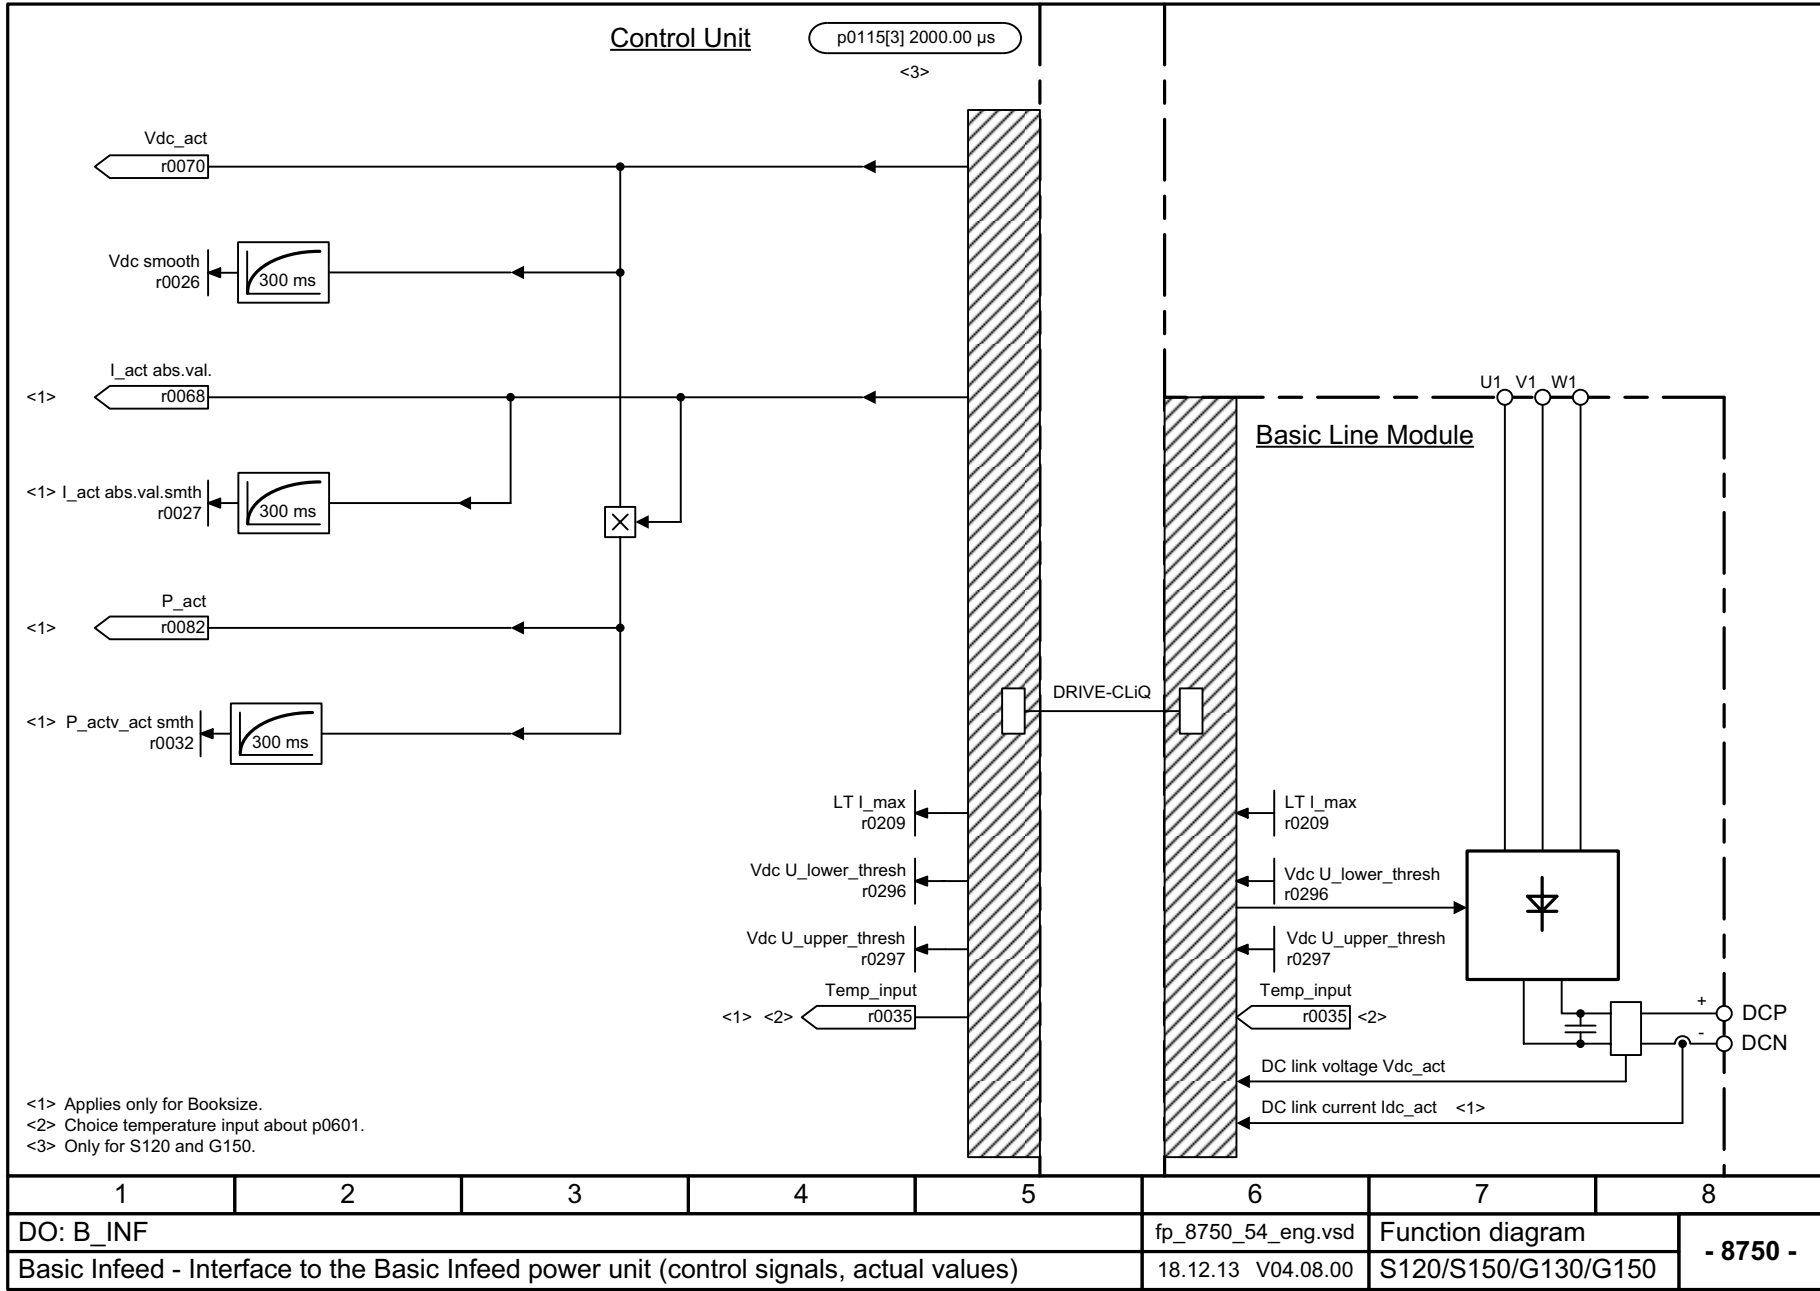 Control Unit
p0115[3] 2000.00 µs
<3>
Vdc_act
r0070
Vdc smooth
r0026
300 ms
I_act abs.val.
<1>
r0068
<1> I_act abs.val.smth
r0027
300 ms
P_act
<1>
r0082
<1> P_actv_act smth
r0032
300 ms
U1 V1 W1
Basic Line Module
DRIVE-CLiQ
LT I_max
r0209
LT I_max
r0209
Vdc U_lower_thresh
r0296
Vdc U_lower_thresh
r0296
Vdc U_upper_thresh
r0297
Vdc U_upper_thresh
r0297
Temp_input
<1> <2>
r0035
Temp_input
r0035
<2>
+
DCP
-
DCN
DC link voltage Vdc_act
DC link current Idc_act <1>
<1> Applies only for Booksize.
<2> Choice temperature input about p0601.
<3> Only for S120 and G150.
1 2 3 4 5 6 7 8
DO: B_INF
fp_8750_54_eng.vsd
Function diagram
- 8750 -
Basic Infeed - Interface to the Basic Infeed power unit (control signals, actual values)
18.12.13 V04.08.00
S120/S150/G130/G150